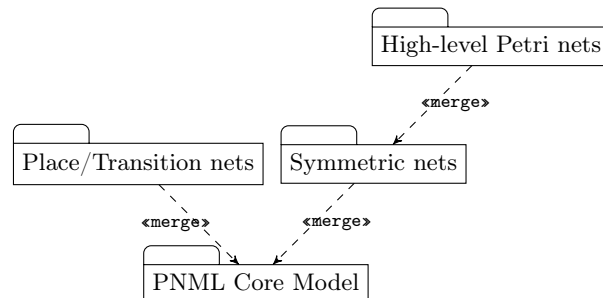 High-level Petri nets
«merge»
Place/Transition nets
Symmetric nets
«merge»
«merge»
PNML Core Model